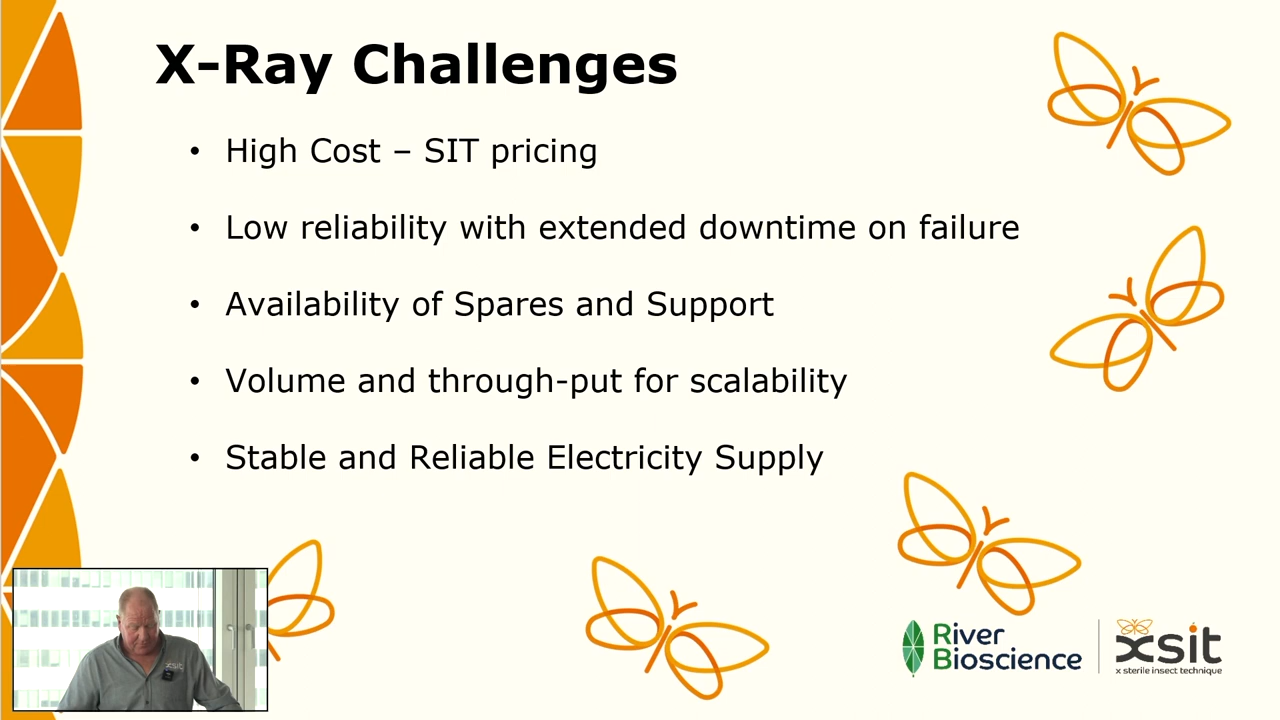 X-Ray Challenges
• High Cost – SIT pricing
• Low reliability with extended downtime on failure
• Availability of Spares and Support
• Volume and through-put for scalability
• Stable and Reliable Electricity Supply
xsit
River
Bioscience
xsit
x sterile insect technique